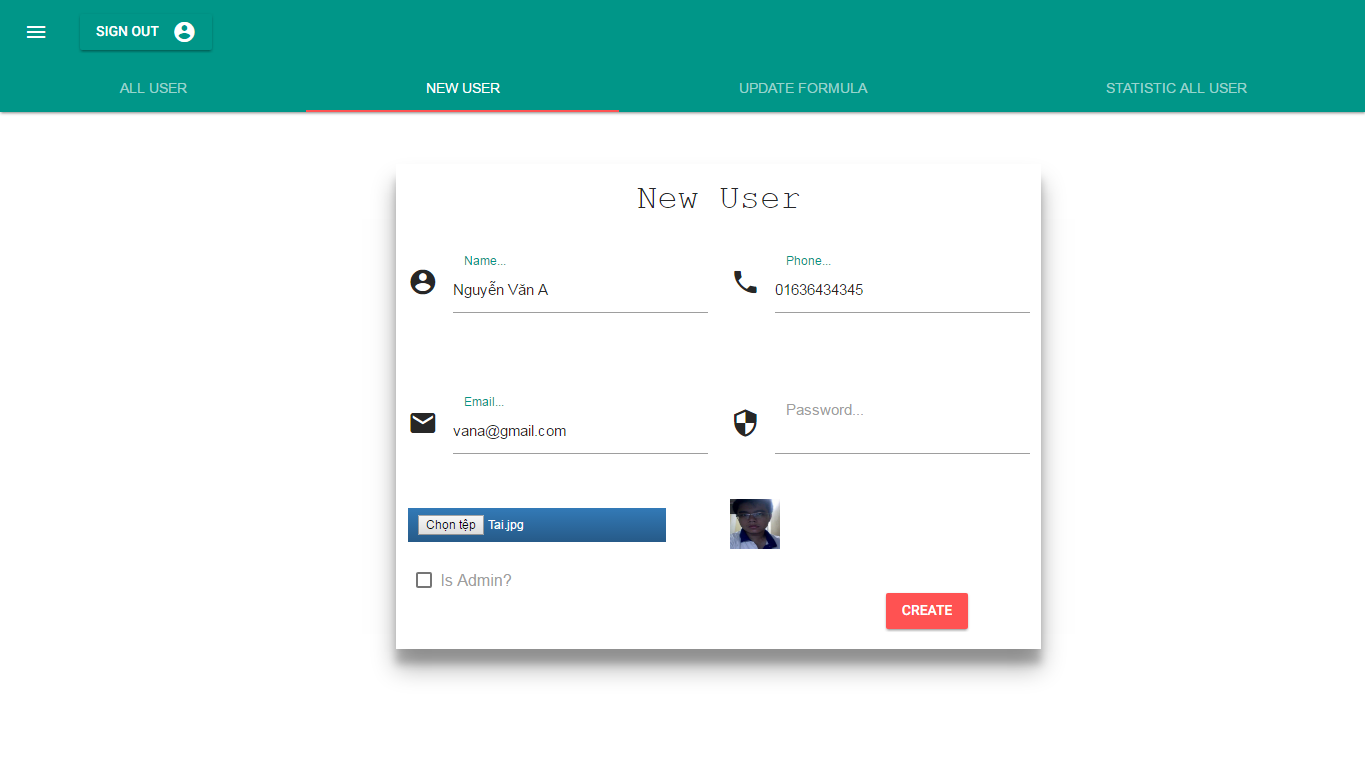 SIGN OUT
ALL USER NEW USER UPDATE FORMULA STATISTIC ALL USER
New User
Name... Phone...
Nguyễn Văn A 01636434345
Email... Password...
vana@gmail.com
Chọn tệp Tai.jpg
Is Admin?
CREATE